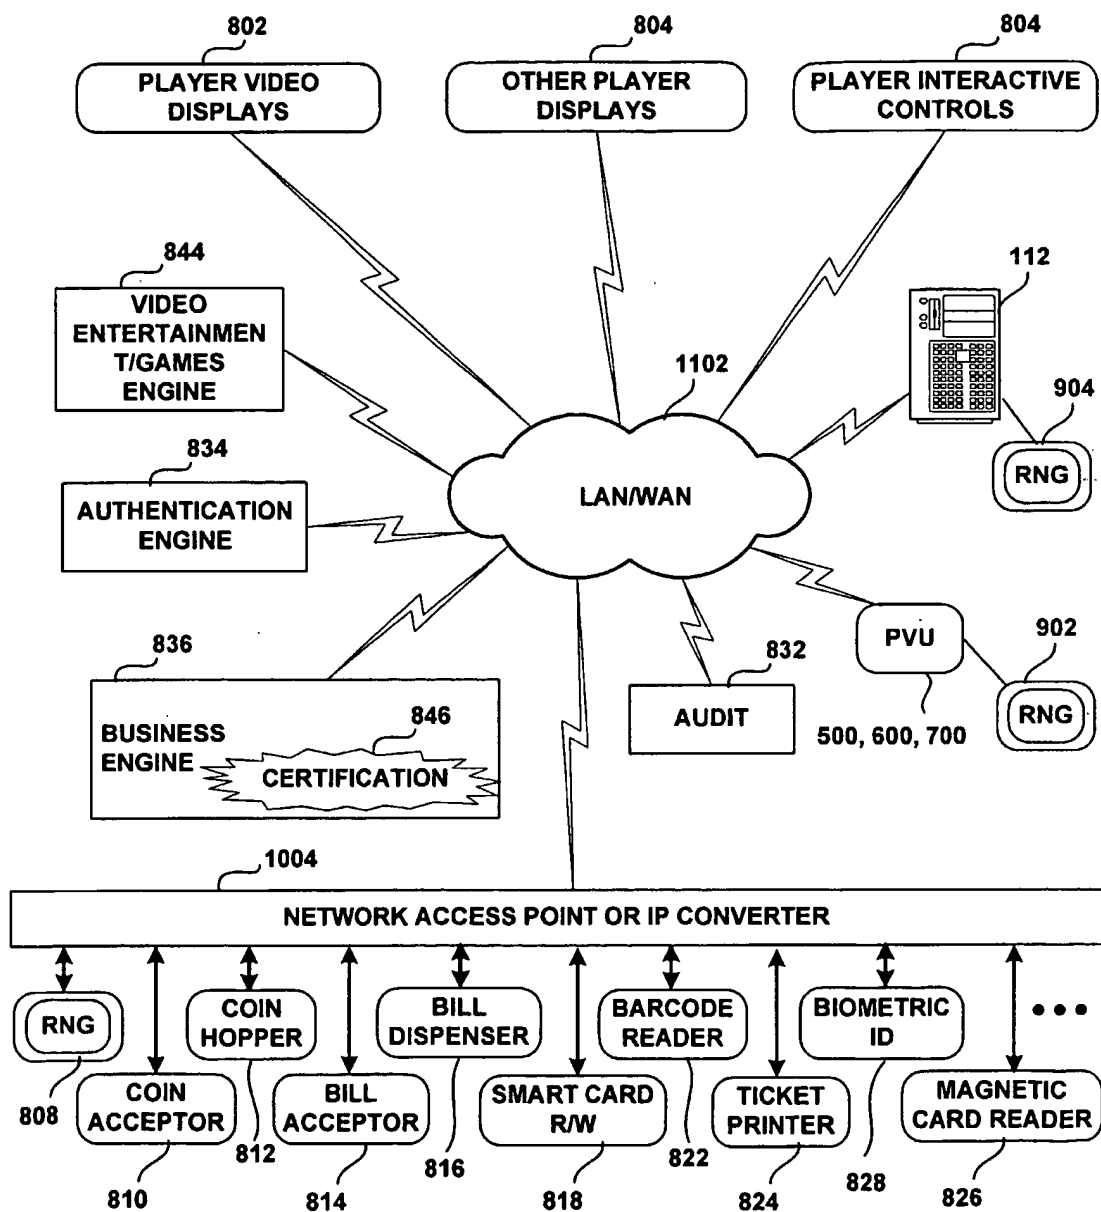 802
804
804
PLAYER VIDEO
DISPLAYS
OTHER PLAYER
DISPLAYS
PLAYER INTERACTIVE
CONTROLS
844
VIDEO
ENTERTAINMEN
T/GAMES
ENGINE
112
1102
904
RNG
834
AUTHENTICATION
ENGINE
LAN/WAN
836
BUSINESS
ENGINE
846
CERTIFICATION
832
AUDIT
PVU
500, 600, 700
902
RNG
1004
NETWORK ACCESS POINT OR IP CONVERTER
RNG
808
COIN
ACCEPTOR
810
COIN
HOPPER
812
BILL
ACCEPTOR
814
BILL
DISPENSER
816
SMART CARD
R/W
818
BARCODE
READER
822
TICKET
PRINTER
824
BIOMETRIC
ID
828
MAGNETIC
CARD READER
826